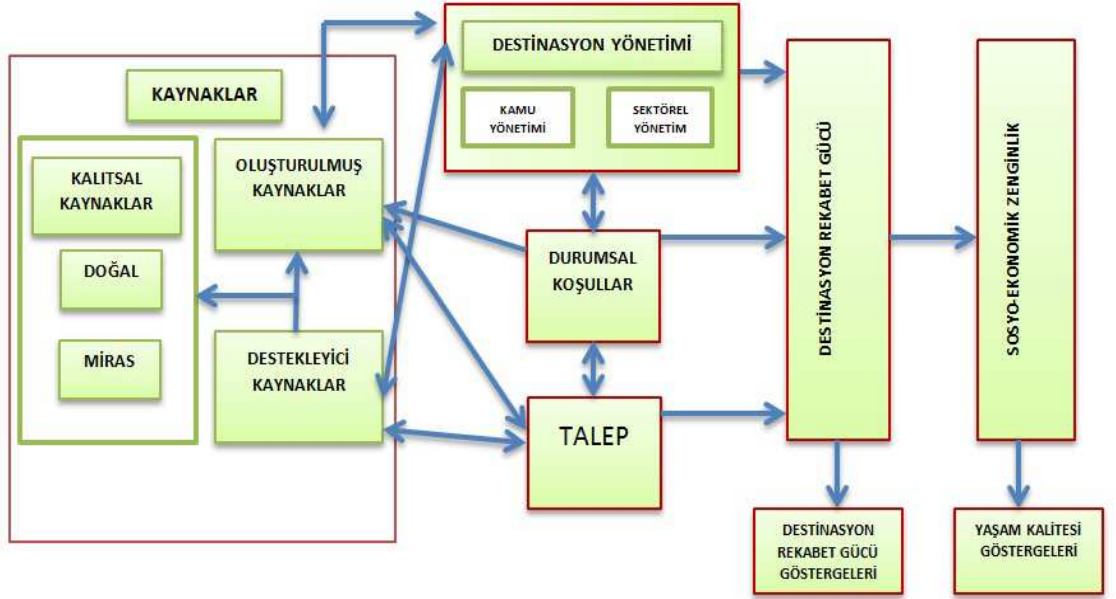 KAYNAKLAR
KALITSAL
KAYNAKLAR
DOĞAL
MİRAS
OLUŞTURULMUŞ
KAYNAKLAR
DESTEKLEYİCİ
KAYNAKLAR
DESTİNASYON YÖNETİMİ
KAMU
YÖNETİMİ
SEKTÖREL
YÖNETİM
DURUMSAL
KOŞULLAR
TALEP
DESTİNASYON REKABET GÜCÜ
SOSYO-EKONOMİK ZENGİNLİK
DESTİNASYON
REKABET GÜCÜ
GÖSTERGELERİ
YAŞAM KALİTESİ
GÖSTERGELERİ